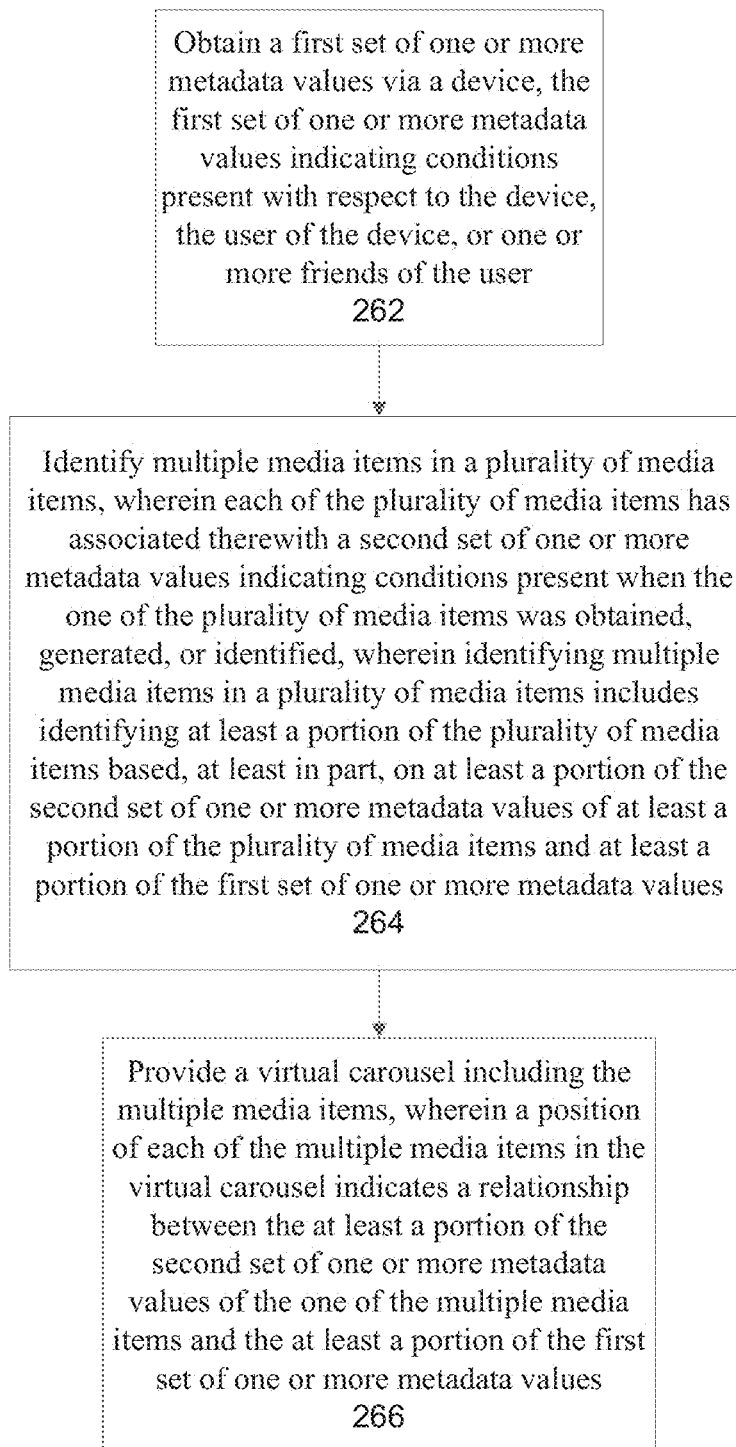 Obtain a first set of one or more
metadata values via a device, the
first set of one or more metadata
values indicating conditions
present with respect to the device,
the user of the device, or one or
more friends of the user
262
Identify multiple media items in a plurality of media
items, wherein each of the plurality of media items has
associated therewith a second set of one or more
metadata values indicating conditions present when the
one of the plurality of media items was obtained,
generated, or identified, wherein identifying multiple
media items in a plurality of media items includes
identifying at least a portion of the plurality of media
items based, at least in part, on at least a portion of the
second set of one or more metadata values of at least a
portion of the plurality of media items and at least a
portion of the first set of one or more metadata values
264
Provide a virtual carousel including the
multiple media items, wherein a position
of each of the multiple media items in the
virtual carousel indicates a relationship
between the at least a portion of the
second set of one or more metadata
values of the one of the multiple media
items and the at least a portion of the first
set of one or more metadata values
266